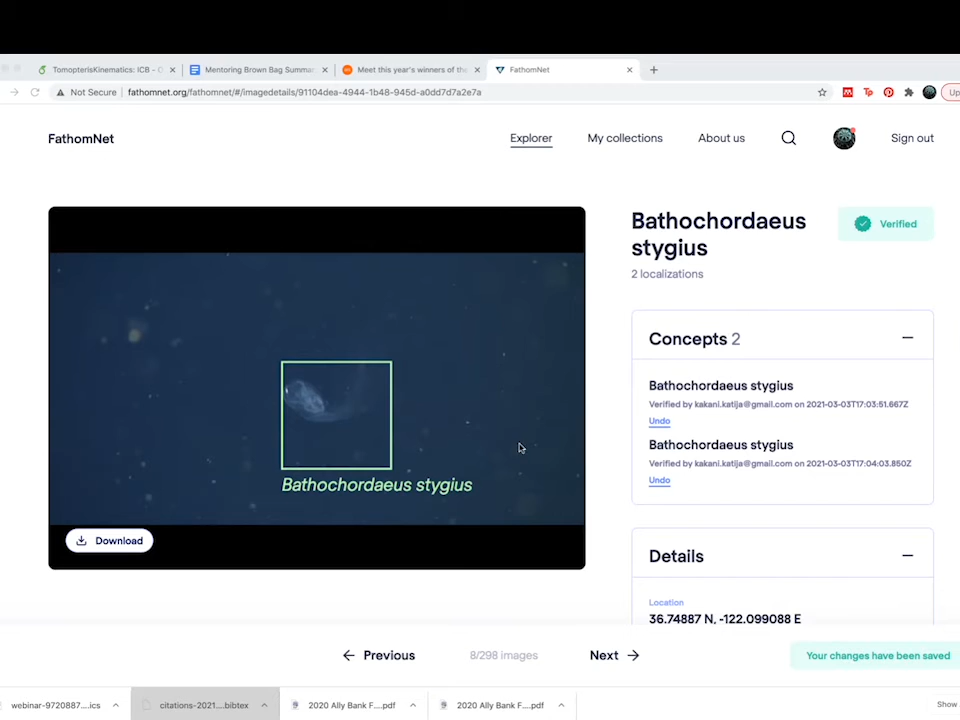 TomopterisKinematics: ICB - O
Mentoring Brown Bag Summar
Meet this year's winners of the
FathomNet
Not Secure | fathomnet.org/fathomnet/#/imagedetails/91104dea-4944-1b48-945d-a0dd7d7a2e7a
Up
FathomNet
Explorer
My collections
About us
Sign out
Bathochordaeus stygius
Download
Bathochordaeus
stygius
Verified
2 localizations
Concepts 2
Bathochordaeus stygius
Verified by kakani.katija@gmail.com on 2021-03-03T17:03:51.667Z
Undo
Bathochordaeus stygius
Verified by kakani.katija@gmail.com on 2021-03-03T17:04:03.850Z
Undo
Details
Location
36.74887 N, -122.099088 E
Previous
8/298 images
Next
Your changes have been saved
webinar-9720887....ics
citations-2021....bibtex
2020 Ally Bank F....pdf
2020 Ally Bank F....pdf
Show